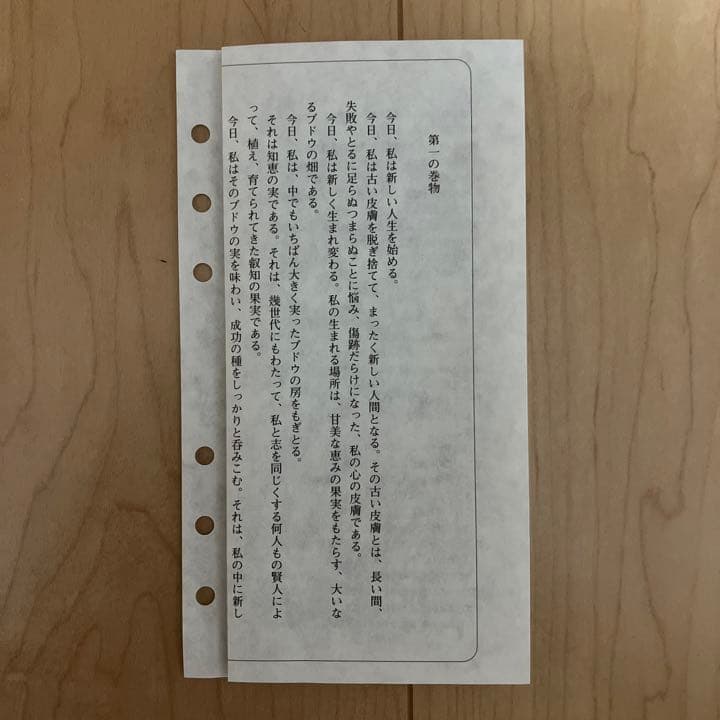 第一の巻物
今日、私は新しい人生を始める。
今日、私は古い皮膚を脱ぎ捨てて、まったく新しい人間となる。その古い皮膚とは、長い間、
失敗やとるに足らぬつまらぬことに悩み、傷跡だらけになった、私の心の皮膚である。
今日、私は新しく生まれ変わる。私の生まれる場所は、甘美な恵みの果実をもたらす、大いな
るブドウの畑である。
今日、私は、中でもいちばん大きく実ったブドウの房をもぎとる。
それは知恵の実である。それは、幾世代にもわたって、私と志を同じくする何人もの賢人によ
って、植え、育てられてきた叡知の果実である。
今日、私はそのブドウの実を味わい、成功の種をしっかりと呑みこむ。それは、私の中に新し